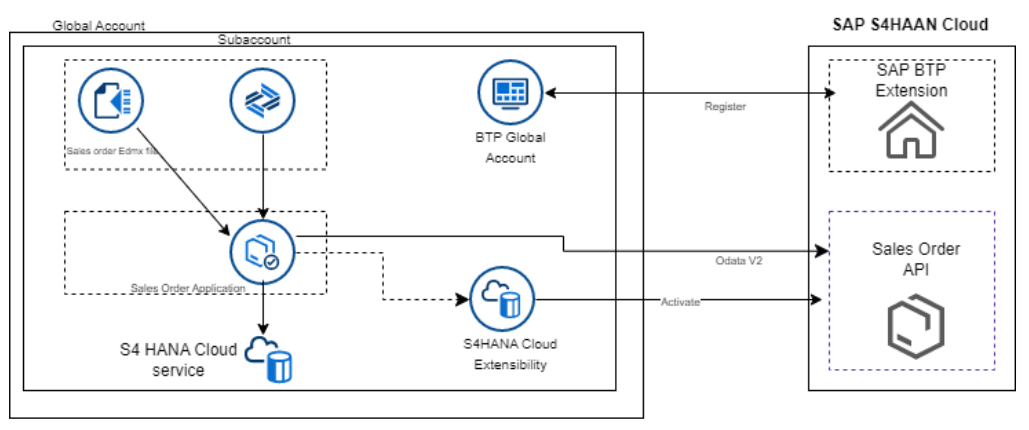 Global Account
SAP S4HAAN Cloud
Subaccount
SAP BTP
Extension
Register
BTP Global
Account
Sales order Edmx file
Sales Order
API
Odata V2
Sales Order Application
Activate
S4HANA Cloud
Extensibility
S4 HANA Cloud
service